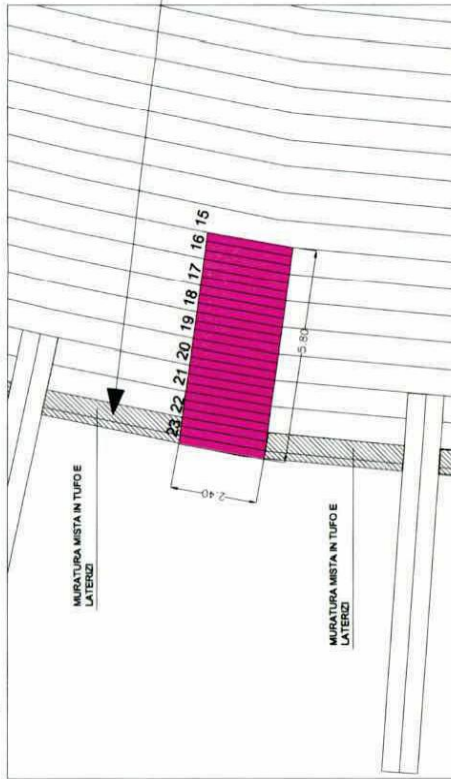 15
16
17
18
19
20
21
22
23
5.80
2.40
MURATURA MISTA IN TUFO E
LATERIZI
MURATURA MISTA IN TUFO E
LATERIZI